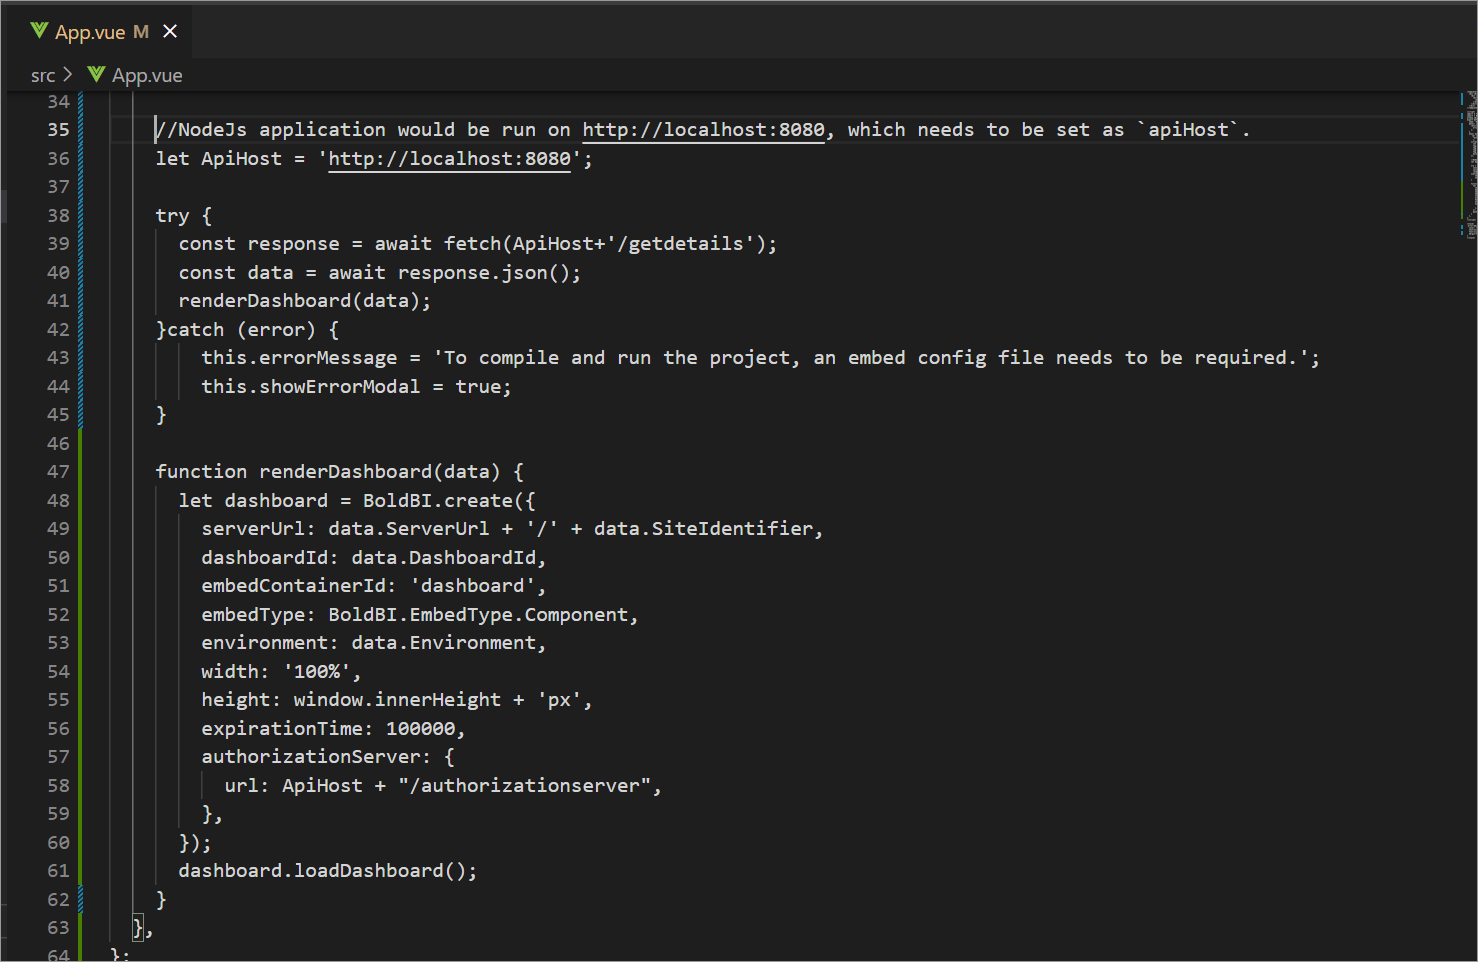 App.vue M
src > App.vue
34
35 //NodeJs application would be run on http://localhost:8080, which needs to be set as `apiHost`.
36 let ApiHost = 'http://localhost:8080';
37
38 try {
39 const response = await fetch(ApiHost+'/getdetails');
40 const data = await response.json();
41 renderDashboard(data);
42 }catch (error) {
43 this.errorMessage = 'To compile and run the project, an embed config file needs to be required.';
44 this.showErrorModal = true;
45 }
46
47 function renderDashboard(data) {
48 let dashboard = BoldBI.create({
49 serverUrl: data.ServerUrl + '/' + data.SiteIdentifier,
50 dashboardId: data.DashboardId,
51 embedContainerId: 'dashboard',
52 embedType: BoldBI.EmbedType.Component,
53 environment: data.Environment,
54 width: '100%',
55 height: window.innerHeight + 'px',
56 expirationTime: 100000,
57 authorizationServer: {
58 url: ApiHost + "/authorizationserver",
59 },
60 });
61 dashboard.loadDashboard();
62 }
63 },
64 };